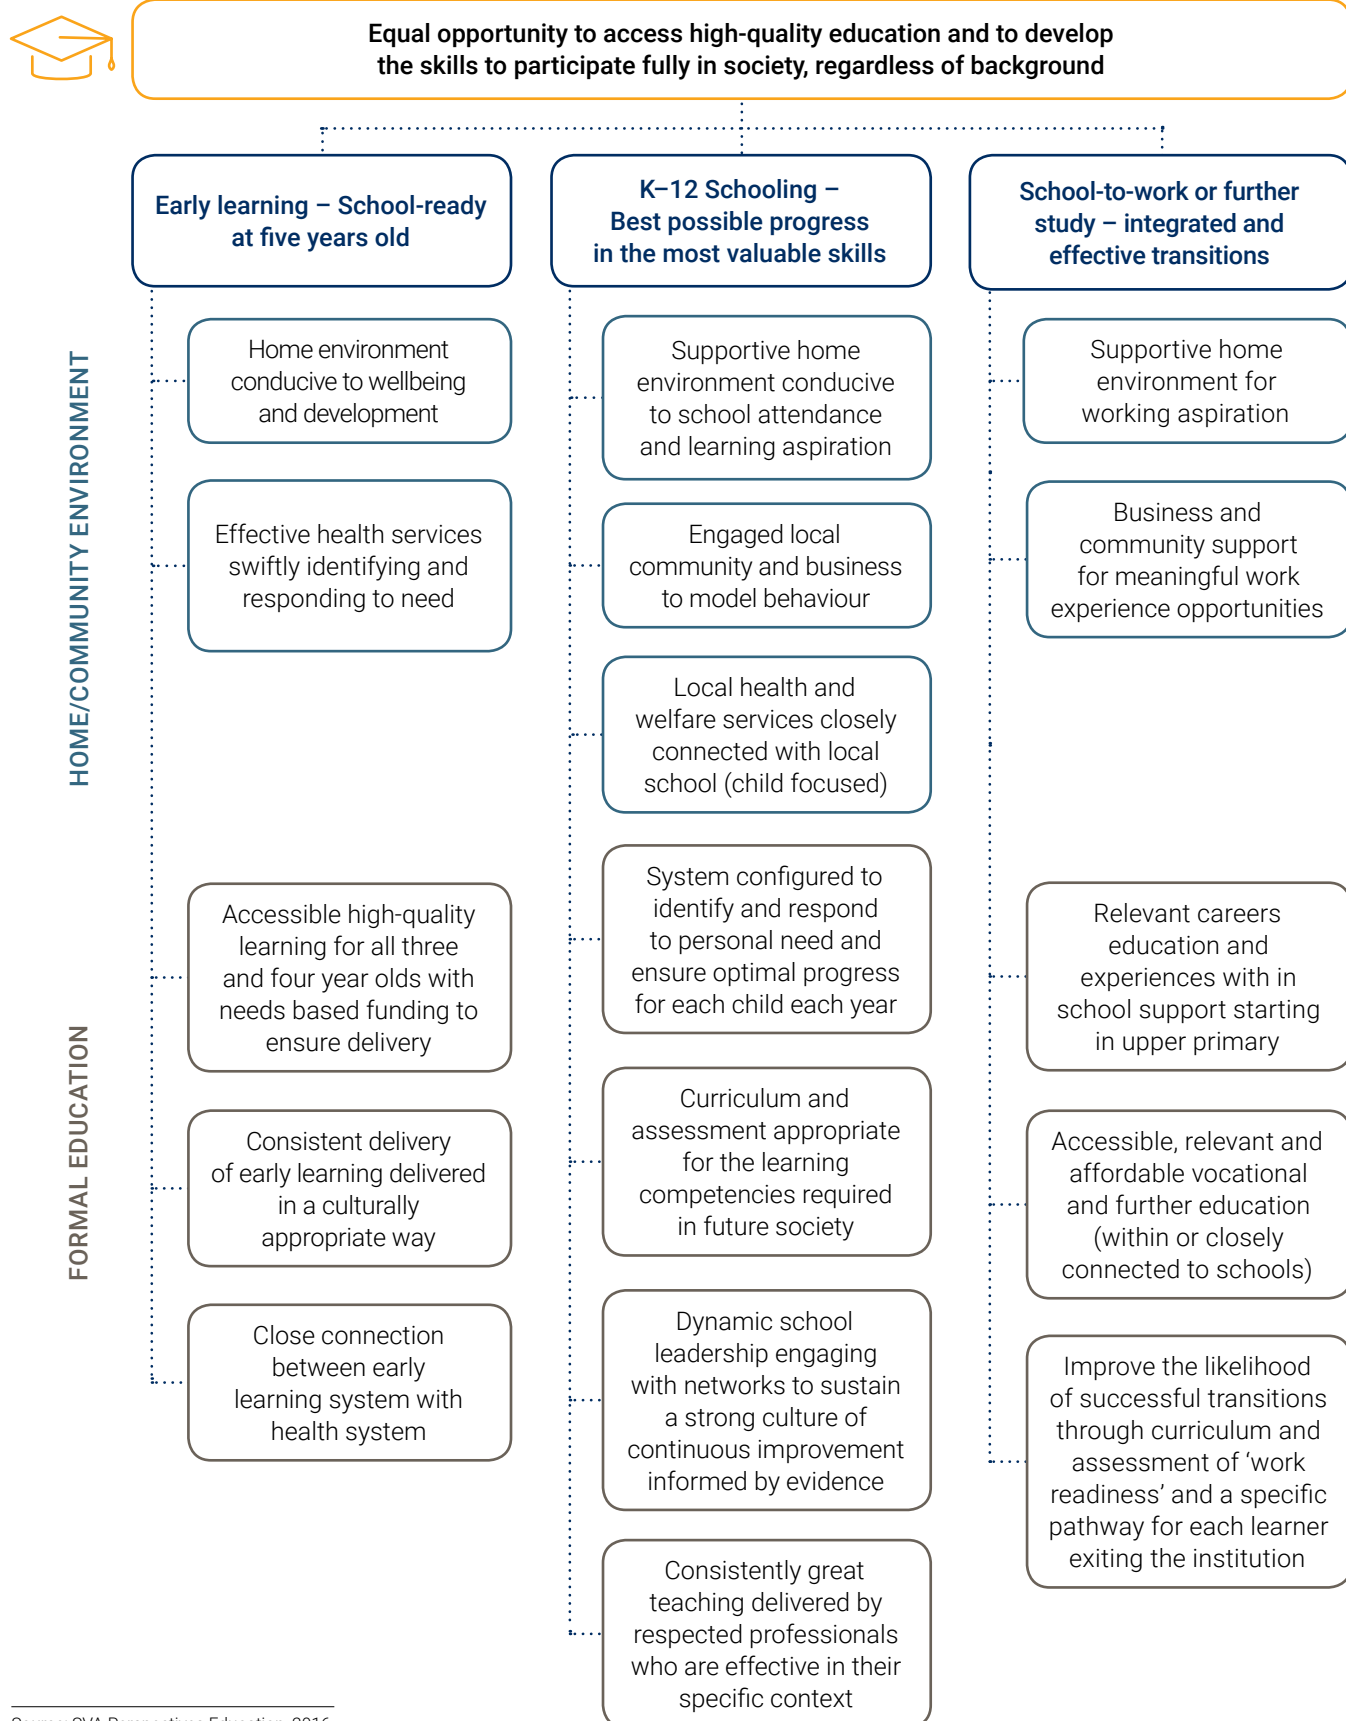 Equal opportunity to access high-quality education and to develop
the skills to participate fully in society, regardless of background
Early learning – School-ready
at five years old
K–12 Schooling –
Best possible progress
in the most valuable skills
School-to-work or further
study – integrated and
effective transitions
HOME/COMMUNITY ENVIRONMENT
Home environment
conducive to wellbeing
and development
Effective health services
swiftly identifying and
responding to need
Supportive home
environment conducive
to school attendance
and learning aspiration
Engaged local
community and business
to model behaviour
Local health and
welfare services closely
connected with local
school (child focused)
Supportive home
environment for
working aspiration
Business and
community support
for meaningful work
experience opportunities
FORMAL EDUCATION
Accessible high-quality
learning for all three
and four year olds with
needs based funding to
ensure delivery
Consistent delivery
of early learning delivered
in a culturally
appropriate way
Close connection
between early
learning system with
health system
System configured to
identify and respond
to personal need and
ensure optimal progress
for each child each year
Curriculum and
assessment appropriate
for the learning
competencies required
in future society
Dynamic school
leadership engaging
with networks to sustain
a strong culture of
continuous improvement
informed by evidence
Consistently great
teaching delivered by
respected professionals
who are effective in their
specific context
Relevant careers
education and
experiences with in
school support starting
in upper primary
Accessible, relevant and
affordable vocational
and further education
(within or closely
connected to schools)
Improve the likelihood
of successful transitions
through curriculum and
assessment of ‘work
readiness’ and a specific
pathway for each learner
exiting the institution
Source: SVA Perspectives Education, 2016